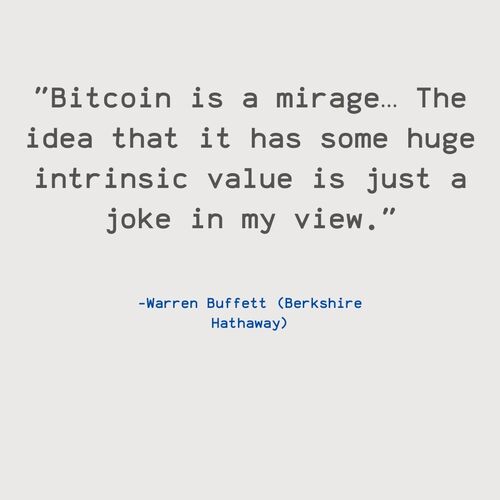 "Bitcoin is a mirage… The
idea that it has some huge
intrinsic value is just a
joke in my view."
-Warren Buffett (Berkshire
Hathaway)